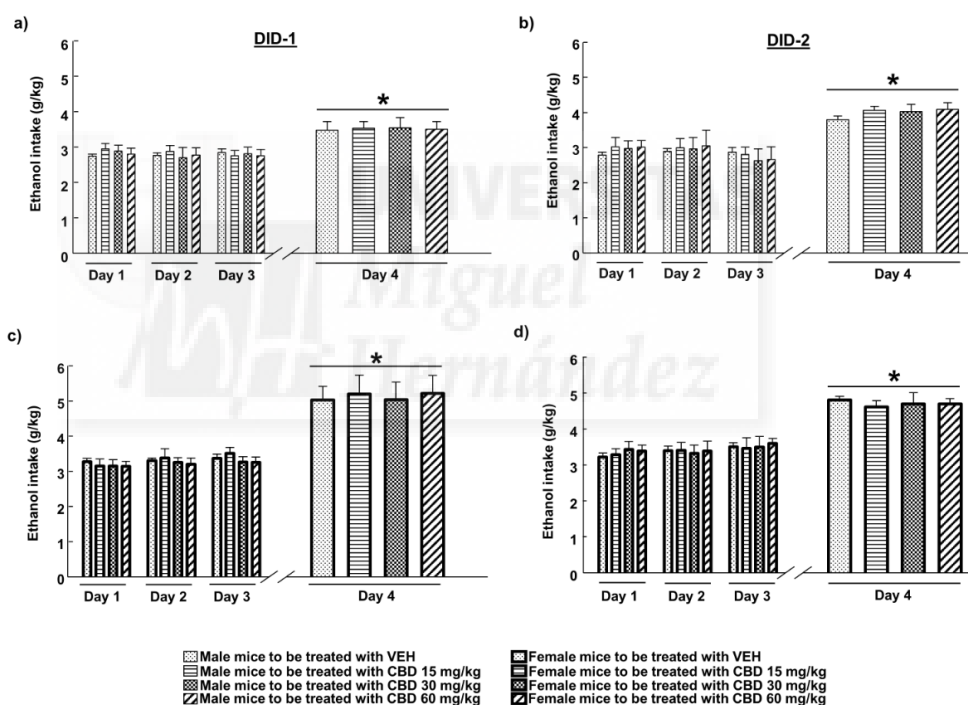 a)
DID-1
Ethanol intake (g/kg)
6
5
4
3
2
1
0
Day 1
Day 2
Day 3
Day 4
*
b)
DID-2
Ethanol intake (g/kg)
6
5
4
3
2
1
0
Day 1
Day 2
Day 3
Day 4
*
c)
Ethanol intake (g/kg)
6
5
4
3
2
1
0
Day 1
Day 2
Day 3
Day 4
*
d)
Ethanol intake (g/kg)
6
5
4
3
2
1
0
Day 1
Day 2
Day 3
Day 4
*
UNIVERSITAS
Miguel
Hernández
Male mice to be treated with VEH
Male mice to be treated with CBD 15 mg/kg
Male mice to be treated with CBD 30 mg/kg
Male mice to be treated with CBD 60 mg/kg
Female mice to be treated with VEH
Female mice to be treated with CBD 15 mg/kg
Female mice to be treated with CBD 30 mg/kg
Female mice to be treated with CBD 60 mg/kg